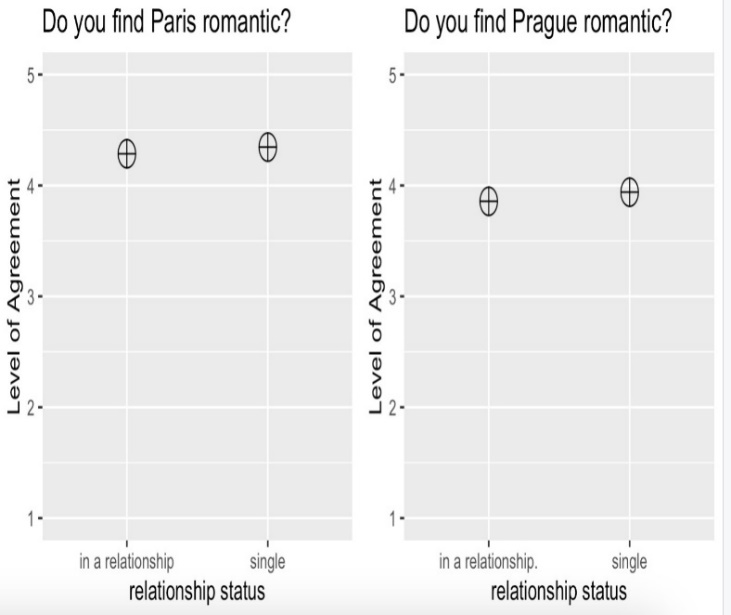 Do you find Paris romantic?
Level of Agreement
5
4
3
2
1
in a relationship single
relationship status
Do you find Prague romantic?
Level of Agreement
5
4
3
2
1
in a relationship. single
relationship status